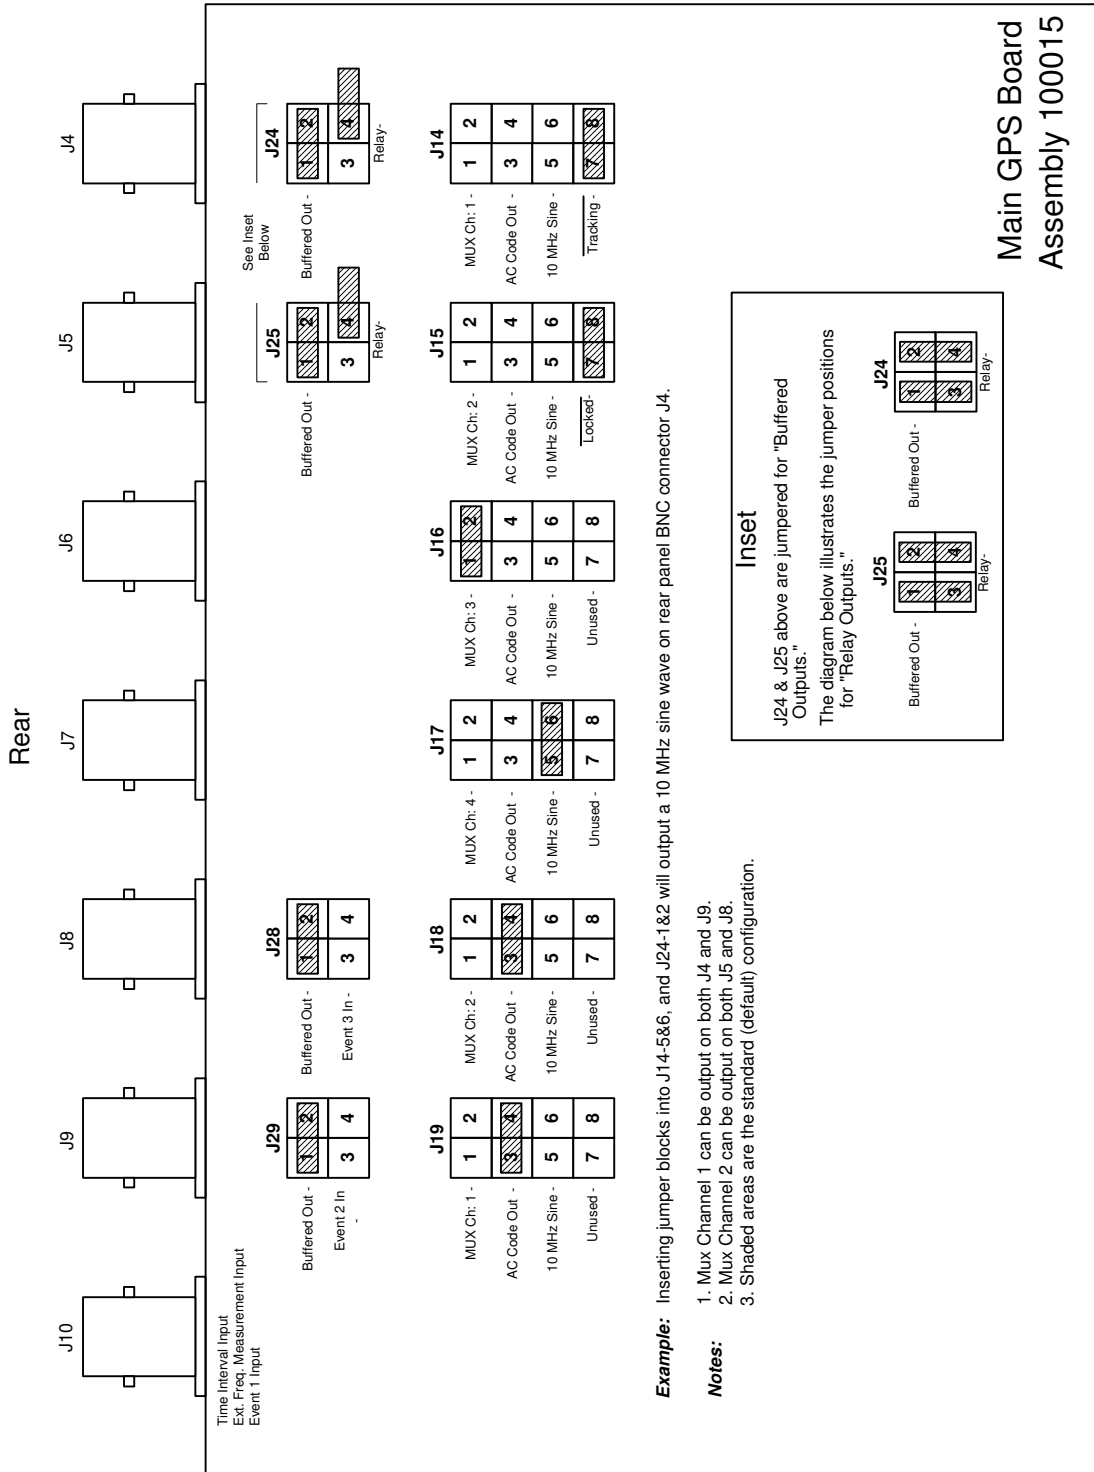 Rear
J10
J9
J8
J7
J6
J5
J4
Time Interval Input
Ext. Freq. Measurement Input
Event 1 Input
See Inset
Below
J29
Buffered Out -
1 2
Event 2 In
-
3 4
J28
Buffered Out -
1 2
Event 3 In -
3 4
J25
Buffered Out -
1 2
3 4
Relay-
J24
Buffered Out -
1 2
3 4
Relay-
J19
MUX Ch: 1 -
1 2
AC Code Out -
3 4
10 MHz Sine -
5 6
Unused -
7 8
J18
MUX Ch: 2 -
1 2
AC Code Out -
3 4
10 MHz Sine -
5 6
Unused -
7 8
J17
MUX Ch: 4 -
1 2
AC Code Out -
3 4
10 MHz Sine -
5 6
Unused -
7 8
J16
MUX Ch: 3 -
1 2
AC Code Out -
3 4
10 MHz Sine -
5 6
Unused -
7 8
J15
MUX Ch: 2 -
1 2
AC Code Out -
3 4
10 MHz Sine -
5 6
Locked-
7 8
J14
MUX Ch: 1 -
1 2
AC Code Out -
3 4
10 MHz Sine -
5 6
Tracking -
7 8
Example: Inserting jumper blocks into J14-5&6, and J24-1&2 will output a 10 MHz sine wave on rear panel BNC connector J4.
Notes:
1. Mux Channel 1 can be output on both J4 and J9.
2. Mux Channel 2 can be output on both J5 and J8.
3. Shaded areas are the standard (default) configuration.
Inset
J24 & J25 above are jumpered for "Buffered
Outputs."
The diagram below illustrates the jumper positions
for "Relay Outputs."
J25
Buffered Out -
1 2
3 4
Relay-
J24
Buffered Out -
1 2
3 4
Relay-
Main GPS Board
Assembly 100015